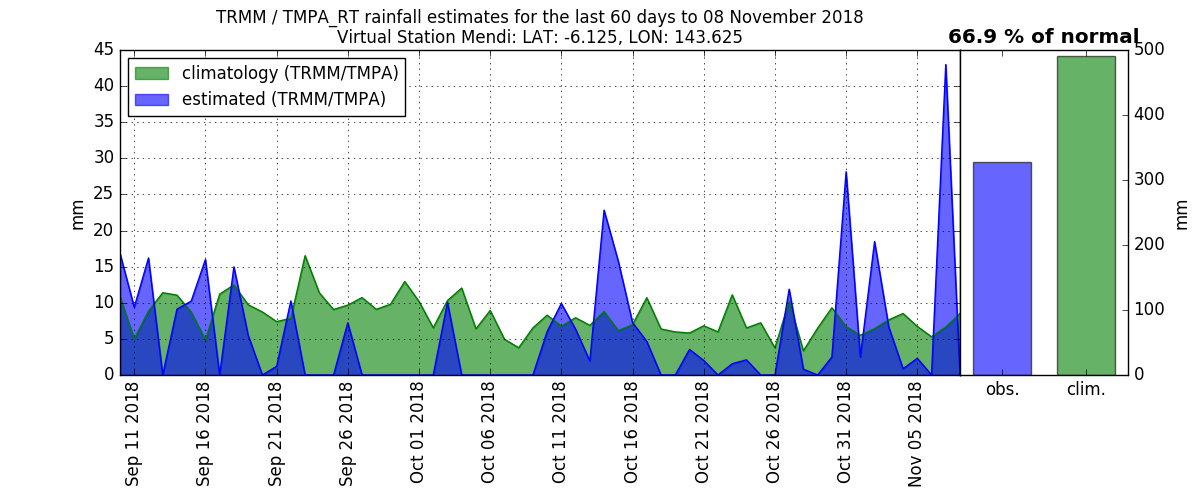 TRMM / TMPA_RT rainfall estimates for the last 60 days to 08 November 2018
Virtual Station Mendi: LAT: -6.125, LON: 143.625
66.9 % of normal
climatology (TRMM/TMPA)
estimated (TRMM/TMPA)
45
40
35
30
25
20
15
10
5
0
mm
Sep 11 2018
Sep 16 2018
Sep 21 2018
Sep 26 2018
Oct 01 2018
Oct 06 2018
Oct 11 2018
Oct 16 2018
Oct 21 2018
Oct 26 2018
Oct 31 2018
Nov 05 2018
obs.
clim.
500
400
300
200
100
0
mm